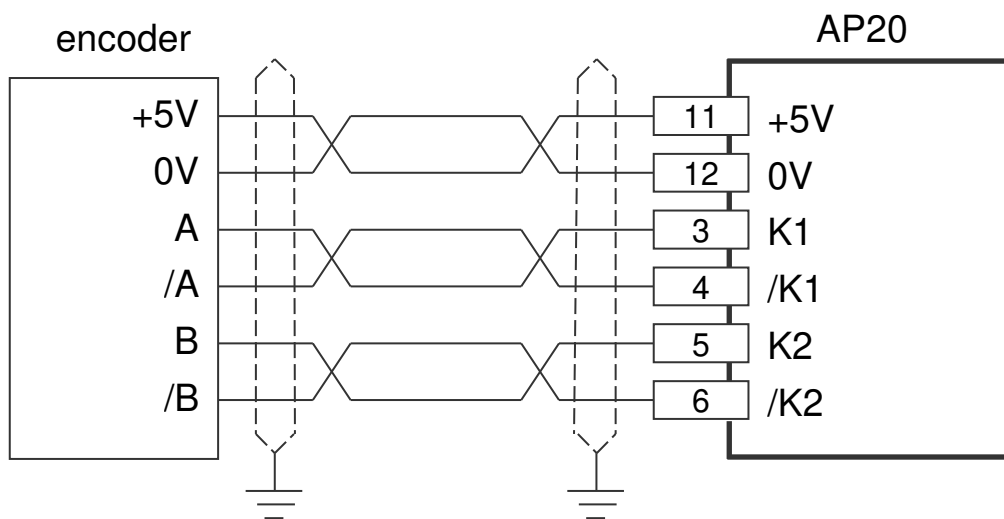 encoder
AP20
+5V
11
+5V
0V
12
0V
A
3
K1
/A
4
/K1
B
5
K2
/B
6
/K2